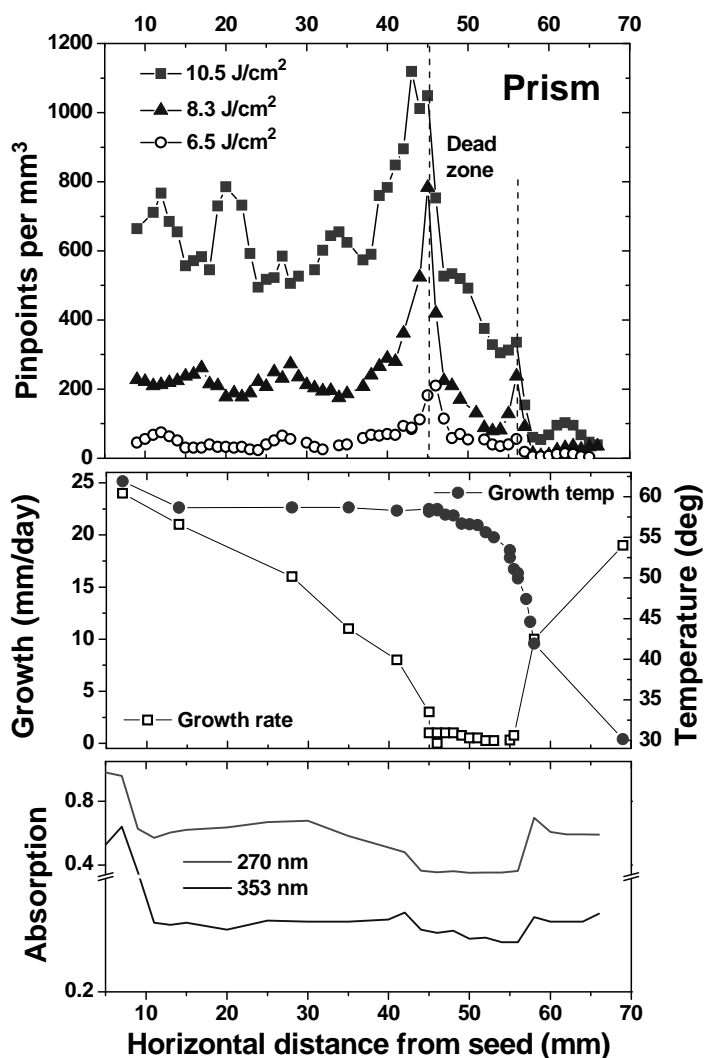 10 20 30 40 50 60 70
1200
1000
800
600
400
200
0
Pinpoints per mm³
10.5 J/cm²
8.3 J/cm²
6.5 J/cm²
Prism
Dead
zone
25
20
15
10
5
0
Growth (mm/day)
Growth temp
Growth rate
60
55
50
45
40
35
30
Temperature (deg)
0.8
0.4
0.2
Absorption
270 nm
353 nm
10 20 30 40 50 60 70
Horizontal distance from seed (mm)